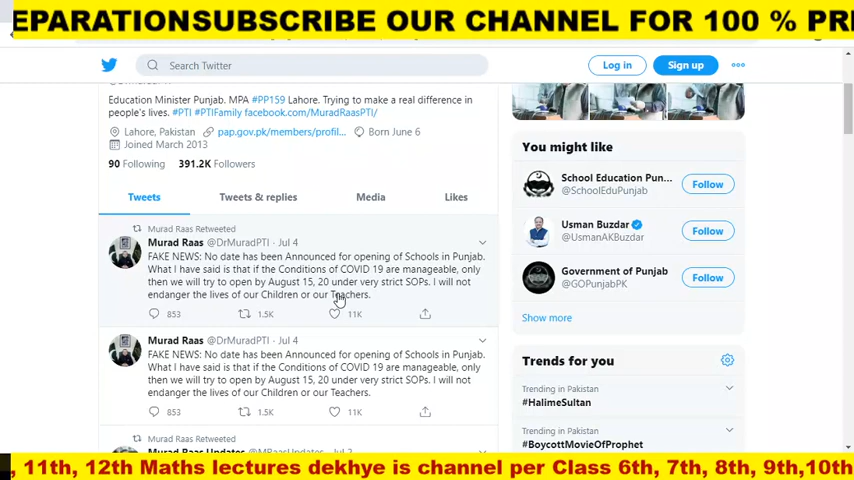 EPARATIONSUBSCRIBE OUR CHANNEL FOR 100 % PRE
Search Twitter
Log in
Sign up
Education Minister Punjab. MPA #PP159 Lahore. Trying to make a real difference in
people's lives. #PTI #PTIFamily facebook.com/MuradRaasPTI/
Lahore, Pakistan pap.gov.pk/members/profil... Born June 6
Joined March 2013
90 Following 391.2K Followers
Tweets Tweets & replies Media Likes
Murad Raas Retweeted
Murad Raas @DrMuradPTI · Jul 4
FAKE NEWS: No date has been Announced for opening of Schools in Punjab.
What I have said is that if the Conditions of COVID 19 are manageable, only
then we will try to open by August 15, 20 under very strict SOPs. I will not
endanger the lives of our Children or our Teachers.
853 1.5K 11K
Murad Raas @DrMuradPTI · Jul 4
FAKE NEWS: No date has been Announced for opening of Schools in Punjab.
What I have said is that if the Conditions of COVID 19 are manageable, only
then we will try to open by August 15, 20 under very strict SOPs. I will not
endanger the lives of our Children or our Teachers.
853 1.5K 11K
Murad Raas Retweeted
Murad Raas Updates @MRaasUpdates · Jul 2
You might like
School Education Pun...
@SchoolEduPunjab
Follow
Usman Buzdar
@UsmanAKBuzdar
Follow
Government of Punjab
@GOPunjabPK
Follow
Show more
Trends for you
Trending in Pakistan
#HalimeSultan
Trending in Pakistan
#BoycottMovieOfProphet
, 11th, 12th Maths lectures dekhye is channel per Class 6th, 7th, 8th, 9th,10th